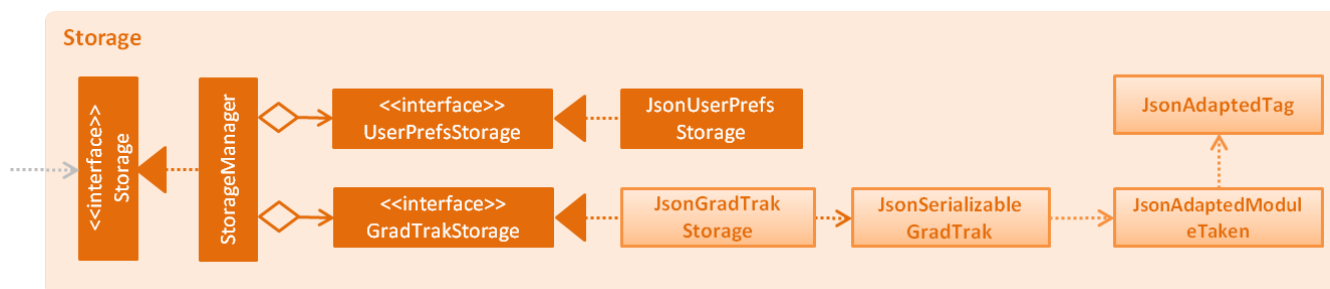 Storage
<<interface>>
Storage
StorageManager
<<interface>>
UserPrefsStorage
JsonUserPrefs
Storage
<<interface>>
GradTrakStorage
JsonGradTrak
Storage
JsonSerializable
GradTrak
JsonAdaptedTag
JsonAdaptedModul
eTaken